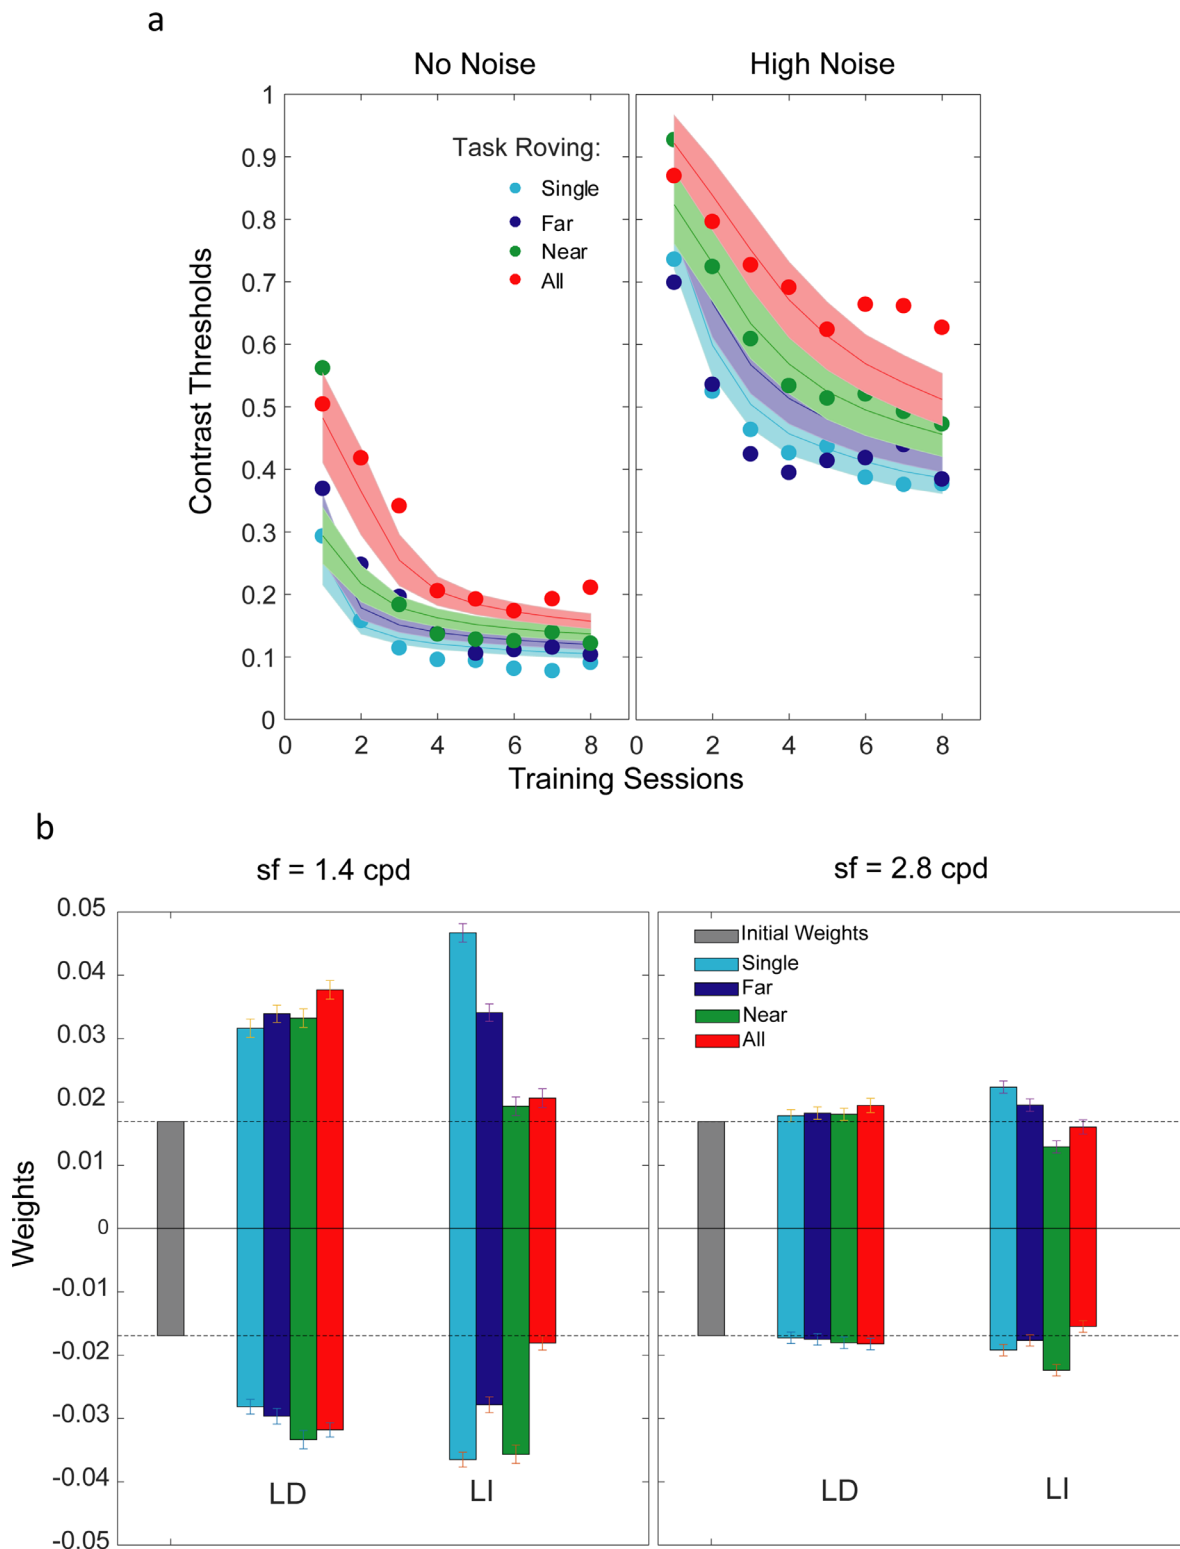 a
No Noise
High Noise
1
0.9
0.8
0.7
0.6
0.5
0.4
0.3
0.2
0.1
0
Contrast Thresholds
Task Roving:
Single
Far
Near
All
0 2 4 6 8
0 2 4 6 8
Training Sessions
b
sf = 1.4 cpd
sf = 2.8 cpd
0.05
0.04
0.03
0.02
0.01
0
-0.01
-0.02
-0.03
-0.04
-0.05
Weights
Initial Weights
Single
Far
Near
All
LD LI
LD LI